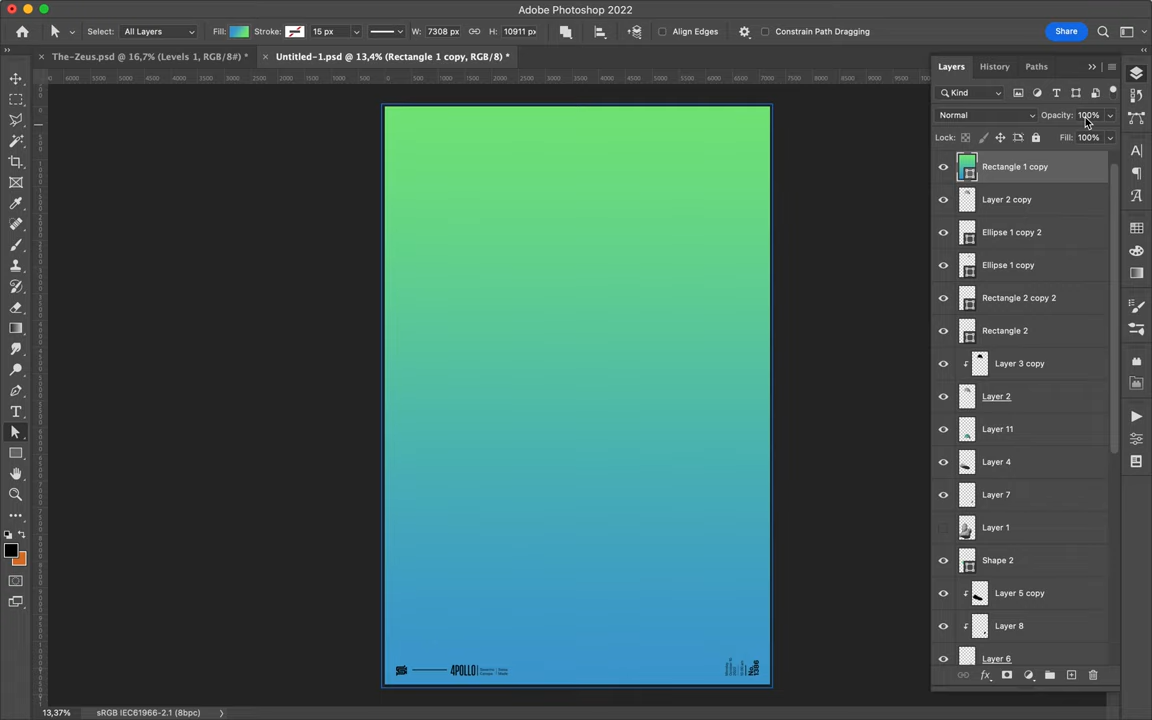 Adobe Photoshop 2022
Select: All Layers Fill: Stroke: 15 px W: 7308 px H: 10911 px Align Edges Constrain Path Dragging Share
The-Zeus.psd @ 16,7% (Levels 1, RGB/8#) *
Untitled-1.psd @ 13,4% (Rectangle 1 copy, RGB/8) *
Layers History Paths
Kind
Normal Opacity: 100%
Lock: Fill: 100%
Rectangle 1 copy
Layer 2 copy
Ellipse 1 copy 2
Ellipse 1 copy
Rectangle 2 copy 2
Rectangle 2
Layer 3 copy
Layer 2
Layer 11
Layer 4
Layer 7
Layer 1
Shape 2
Layer 5 copy
Layer 8
Layer 6
4POLLO
No. 1386
13,37% sRGB IEC61966-2.1 (8bpc)